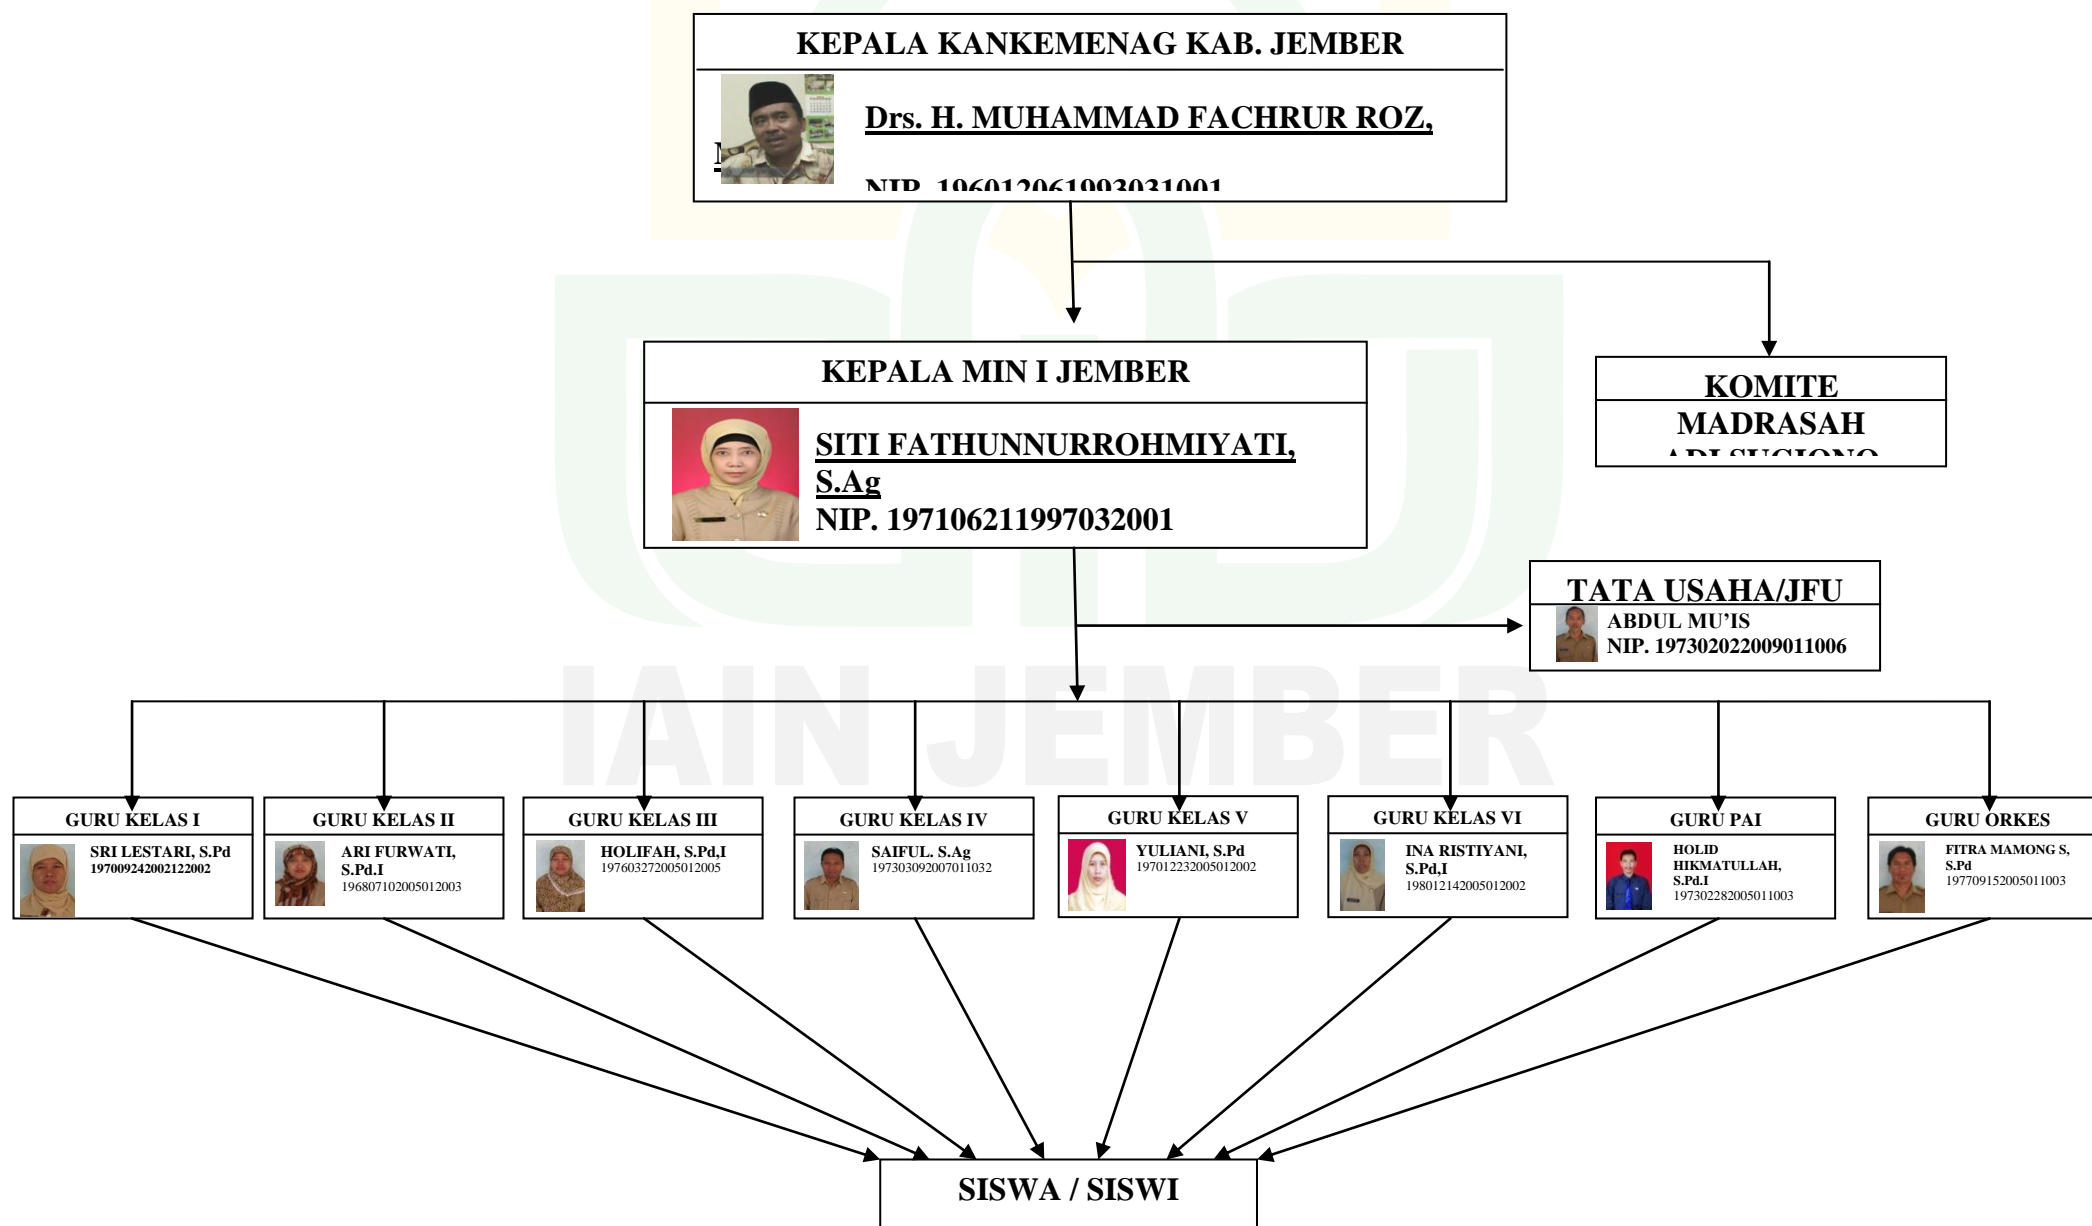 KEPALA KANKEMENAG KAB. JEMBER
Drs. H. MUHAMMAD FACHRUR ROZ,
NIP. 196012061993031001
KEPALA MIN I JEMBER
SITI FATHUNNURROHMIYATI,
S.Ag
NIP. 197106211997032001
KOMITE
MADRASAH
ADI SUGIONO
TATA USAHA/JFU
ABDUL MU’IS
NIP. 197302022009011006
IAIN JEMBER
GURU KELAS I
SRI LESTARI, S.Pd
197009242002122002
GURU KELAS II
ARI FURWATI,
S.Pd.I
196807102005012003
GURU KELAS III
HOLIFAH, S.Pd,I
197603272005012005
GURU KELAS IV
SAIFUL. S.Ag
197303092007011032
GURU KELAS V
YULIANI, S.Pd
197012232005012002
GURU KELAS VI
INA RISTIYANI,
S.Pd,I
198012142005012002
GURU PAI
HOLID
HIKMATULLAH,
S.Pd.I
197302282005011003
GURU ORKES
FITRA MAMONG S,
S.Pd
197709152005011003
SISWA / SISWI